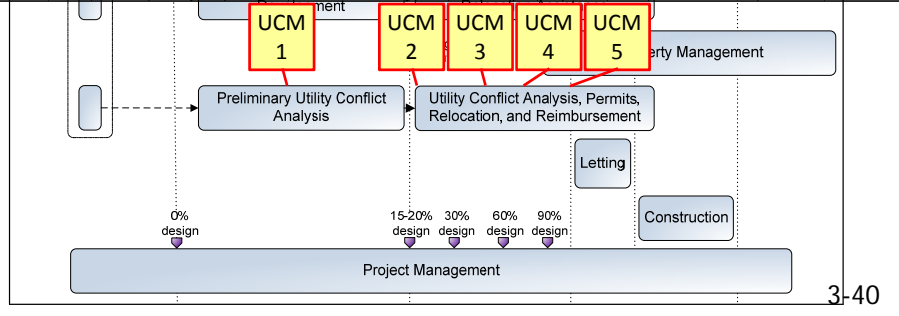 UCM
1
UCM
2
UCM
3
UCM
4
UCM
5
erty Management
Preliminary Utility Conflict
Analysis
Utility Conflict Analysis, Permits,
Relocation, and Reimbursement
Letting
Construction
0%
design
15-20%
design
30%
design
60%
design
90%
design
Project Management
3-40